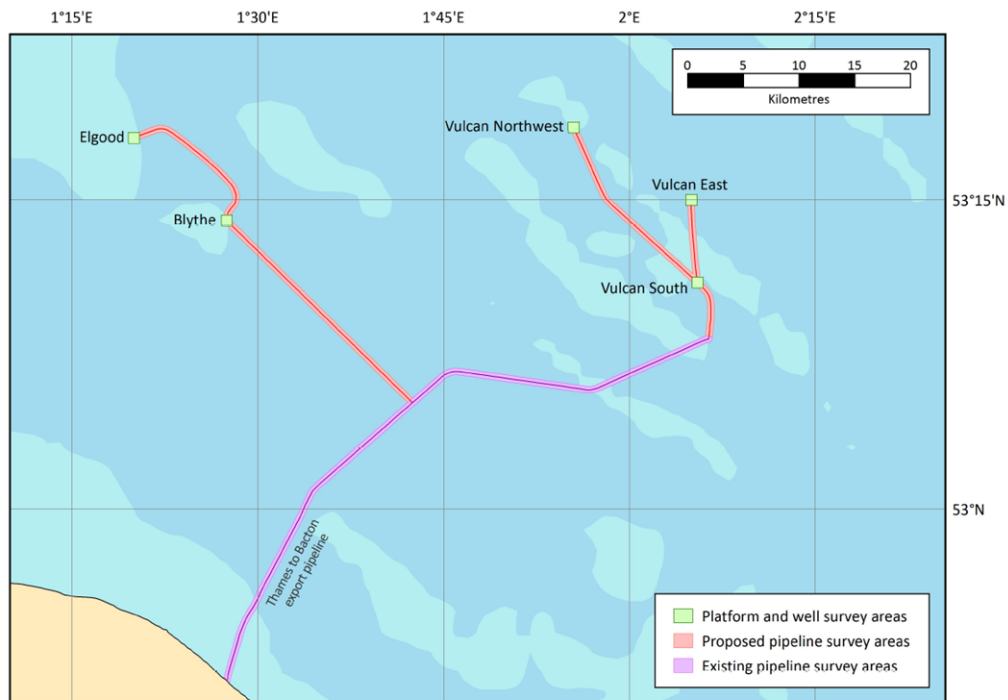 1°15'E 1°30'E 1°45'E 2°E 2°15'E
0 5 10 15 20
Kilometres
Elgood
Vulcan Northwest
Vulcan East
53°15'N
Blythe
Vulcan South
53°N
Thames to Bacton
export pipeline
Platform and well survey areas
Proposed pipeline survey areas
Existing pipeline survey areas